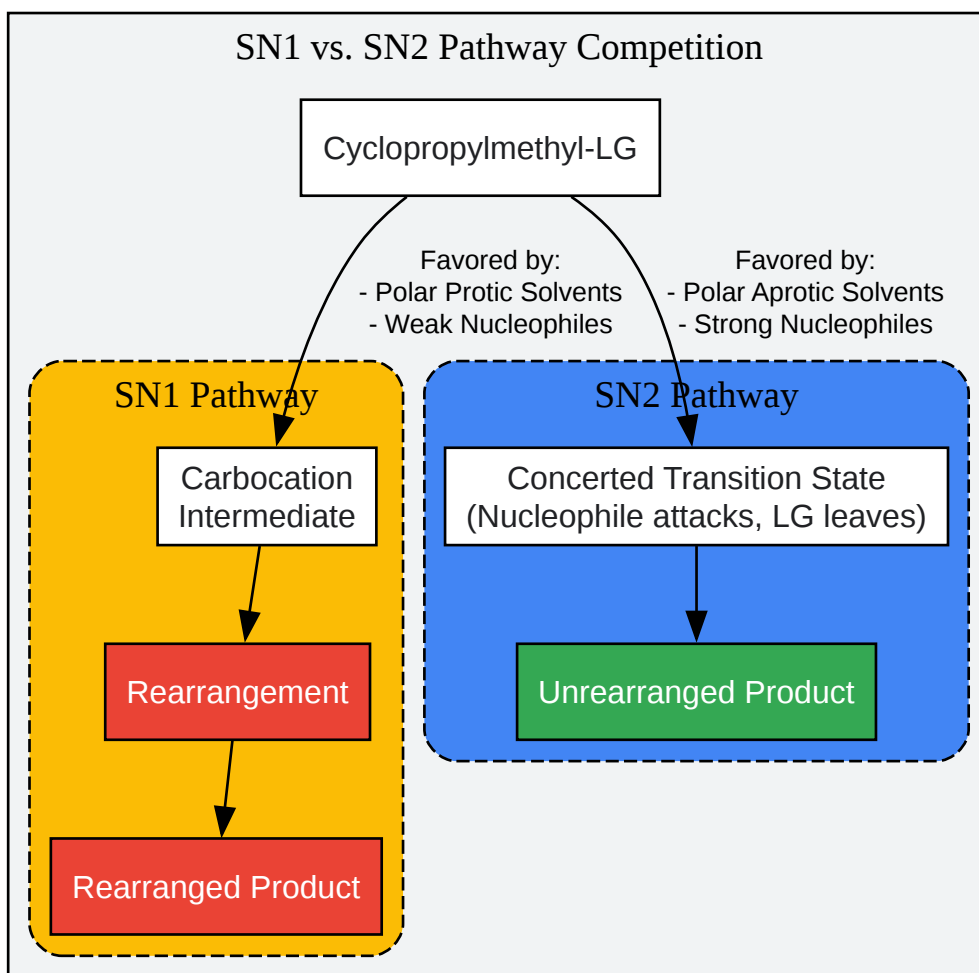 SN1 vs. SN2 Pathway Competition
Cyclopropylmethyl-LG
Favored by:
- Polar Protic Solvents
- Weak Nucleophiles
Favored by:
- Polar Aprotic Solvents
- Strong Nucleophiles
SN1 Pathway
Carbocation
Intermediate
Rearrangement
Rearranged Product
SN2 Pathway
Concerted Transition State
(Nucleophile attacks, LG leaves)
Unrearranged Product